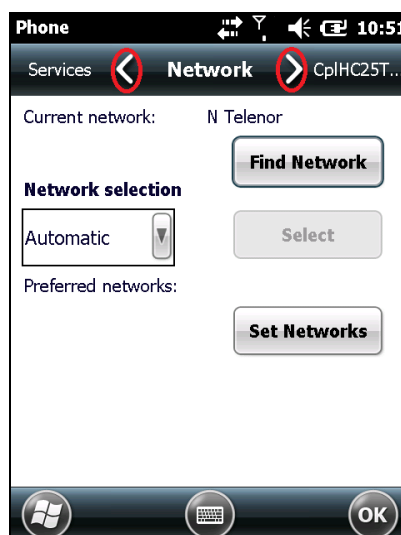 Phone 10:51
Services Network CplHC25T...
Current network: N Telenor
Find Network
Network selection
Automatic Select
Preferred networks:
Set Networks
OK